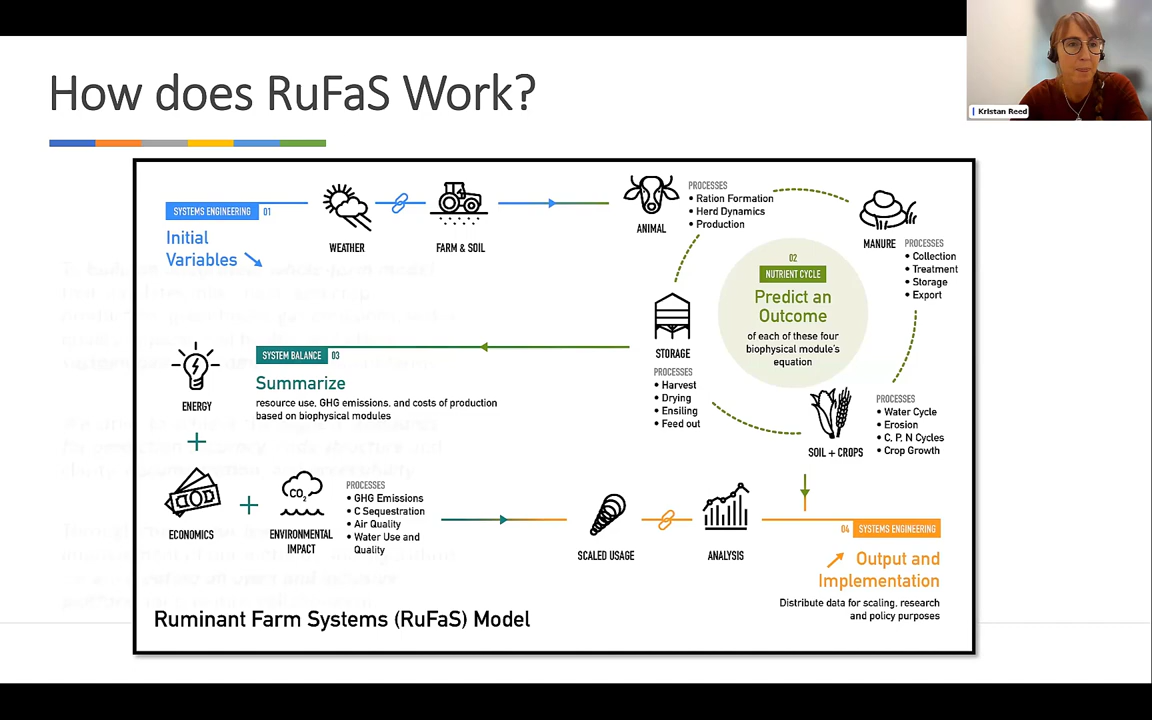 How does RuFaS Work?
Kristan Reed
SYSTEMS ENGINEERING 01
Initial
Variables
WEATHER
FARM & SOIL
ANIMAL
PROCESSES
• Ration Formation
• Herd Dynamics
• Production
MANURE
PROCESSES
• Collection
• Treatment
• Storage
• Export
02
NUTRIENT CYCLE
Predict an
Outcome
of each of these four
biophysical module's
equation
STORAGE
PROCESSES
• Harvest
• Drying
• Ensiling
• Feed out
SOIL + CROPS
PROCESSES
• Water Cycle
• Erosion
• C, P, N Cycles
• Crop Growth
SYSTEM BALANCE 03
Summarize
resource use, GHG emissions, and costs of production
based on biophysical modules
ENERGY
+
ECONOMICS
+
CO2
ENVIRONMENTAL
IMPACT
PROCESSES
• GHG Emissions
• C Sequestration
• Air Quality
• Water Use and
Quality
SCALED USAGE
ANALYSIS
04 SYSTEMS ENGINEERING
Output and
Implementation
Distribute data for scaling, research
and policy purposes
Ruminant Farm Systems (RuFaS) Model